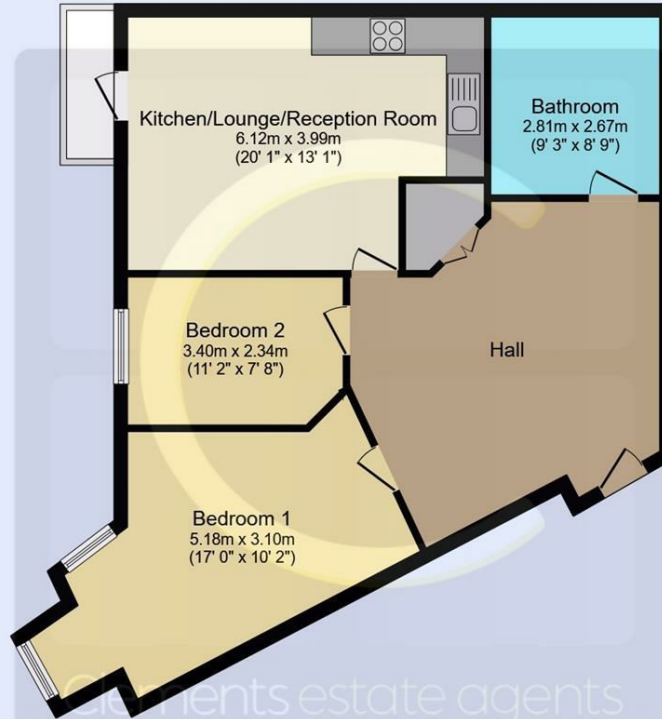 Kitchen/Lounge/Reception Room
6.12m x 3.99m
(20' 1" x 13' 1")
Bathroom
2.81m x 2.67m
(9' 3" x 8' 9")
Bedroom 2
3.40m x 2.34m
(11' 2" x 7' 8")
Hall
Bedroom 1
5.18m x 3.10m
(17' 0" x 10' 2")
Clements estate agents